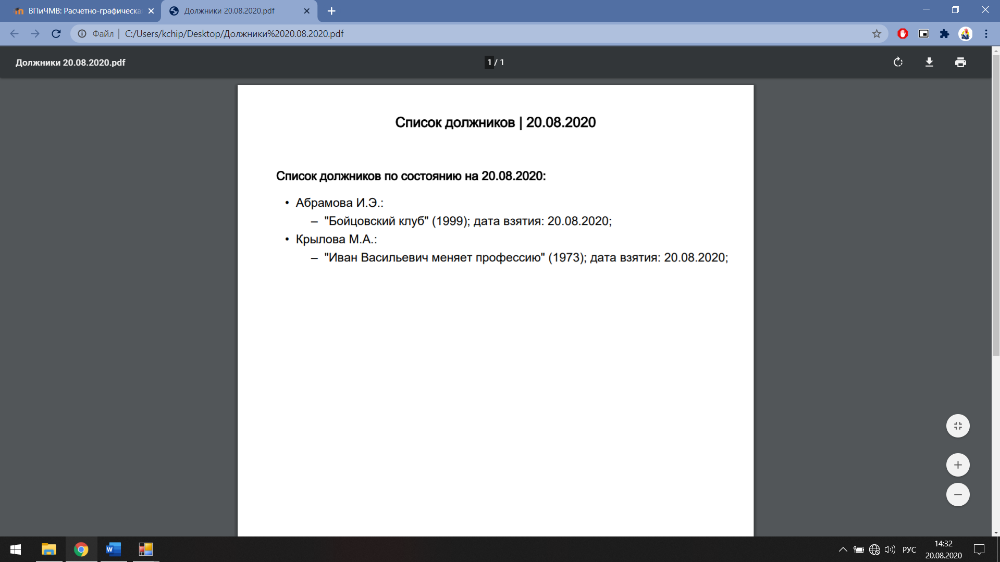 ВПиЧМВ: Расчетно-графическа
Должники 20.08.2020.pdf
Файл | C:/Users/kchip/Desktop/Должники%2020.08.2020.pdf
Должники 20.08.2020.pdf
1 / 1
Список должников | 20.08.2020
Список должников по состоянию на 20.08.2020:
• Абрамова И.Э.:
– "Бойцовский клуб" (1999); дата взятия: 20.08.2020;
• Крылова М.А.:
– "Иван Васильевич меняет профессию" (1973); дата взятия: 20.08.2020;
РУС
14:32
20.08.2020